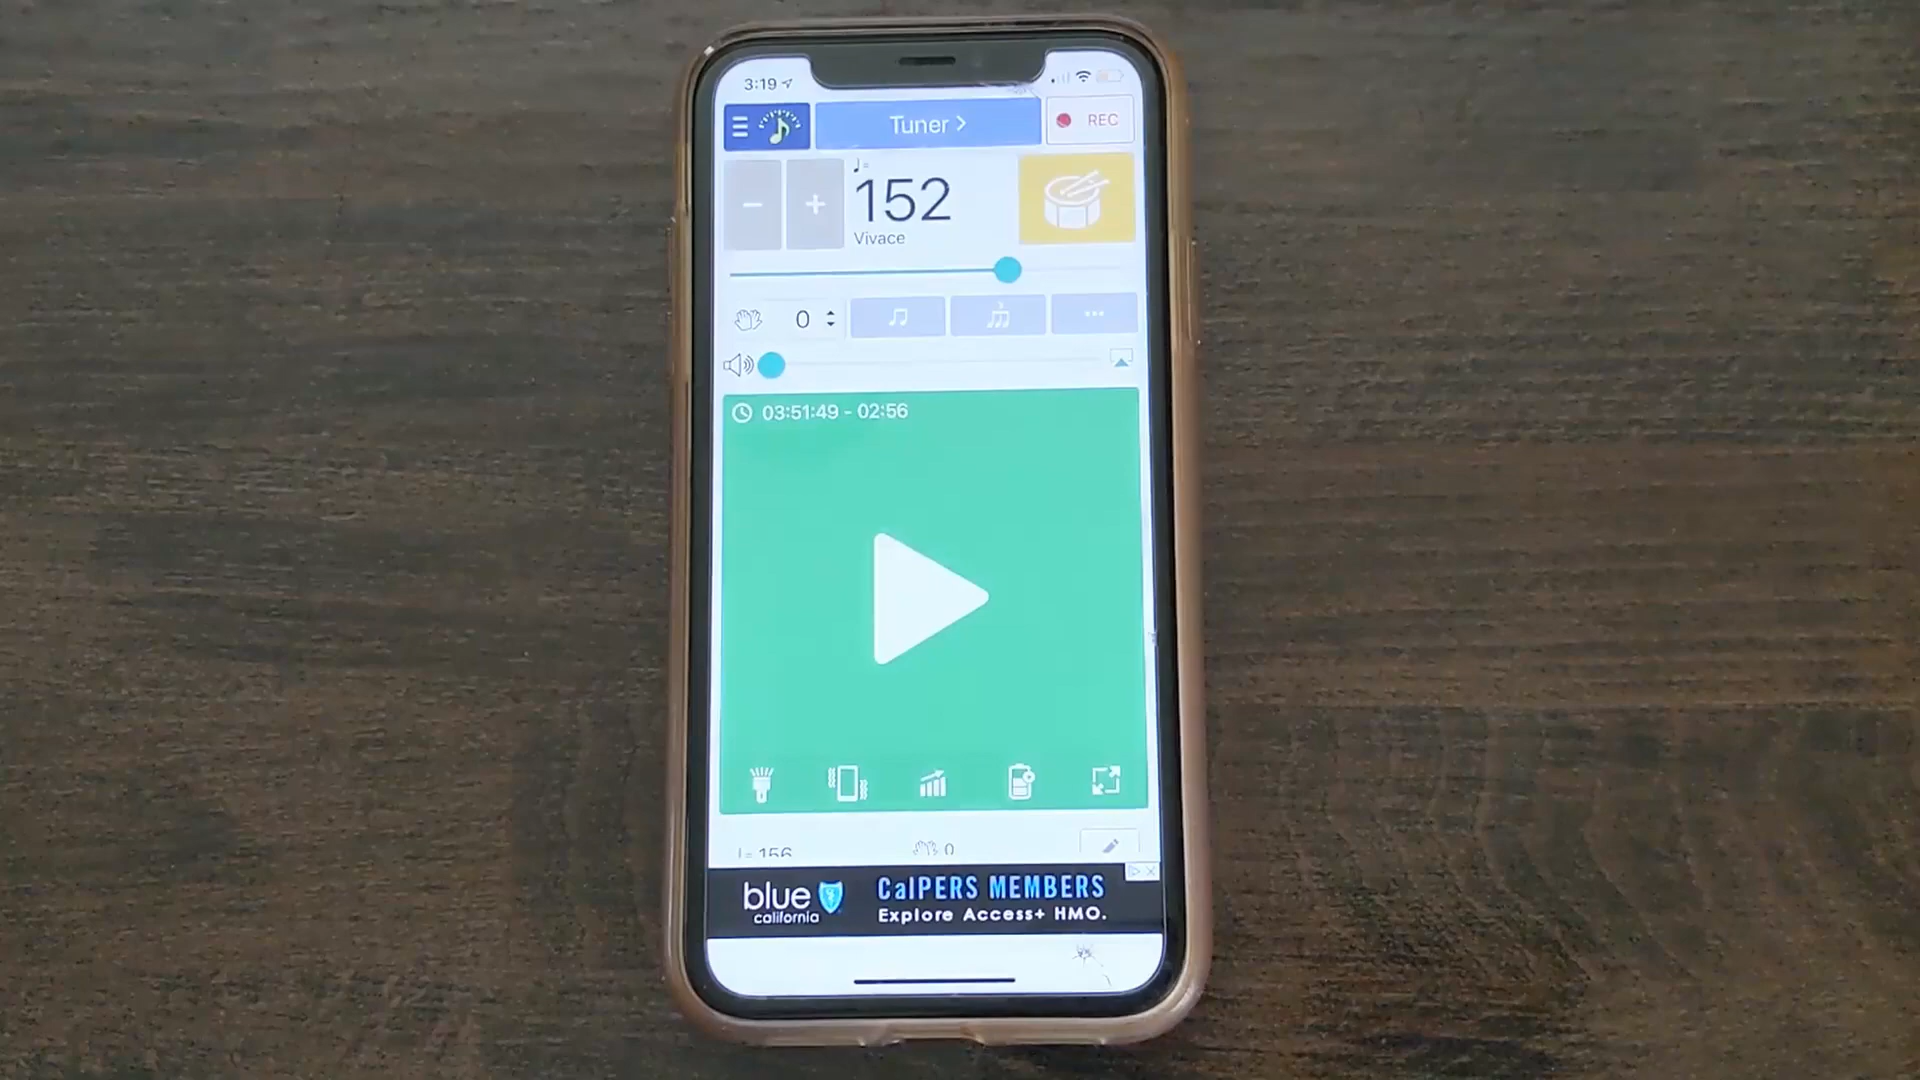 3:19
Tuner >
REC
152
Vivace
0
3
...
03:51:49 - 02:56
= 156
0
blue
california
CalPERS MEMBERS
Explore Access+ HMO.